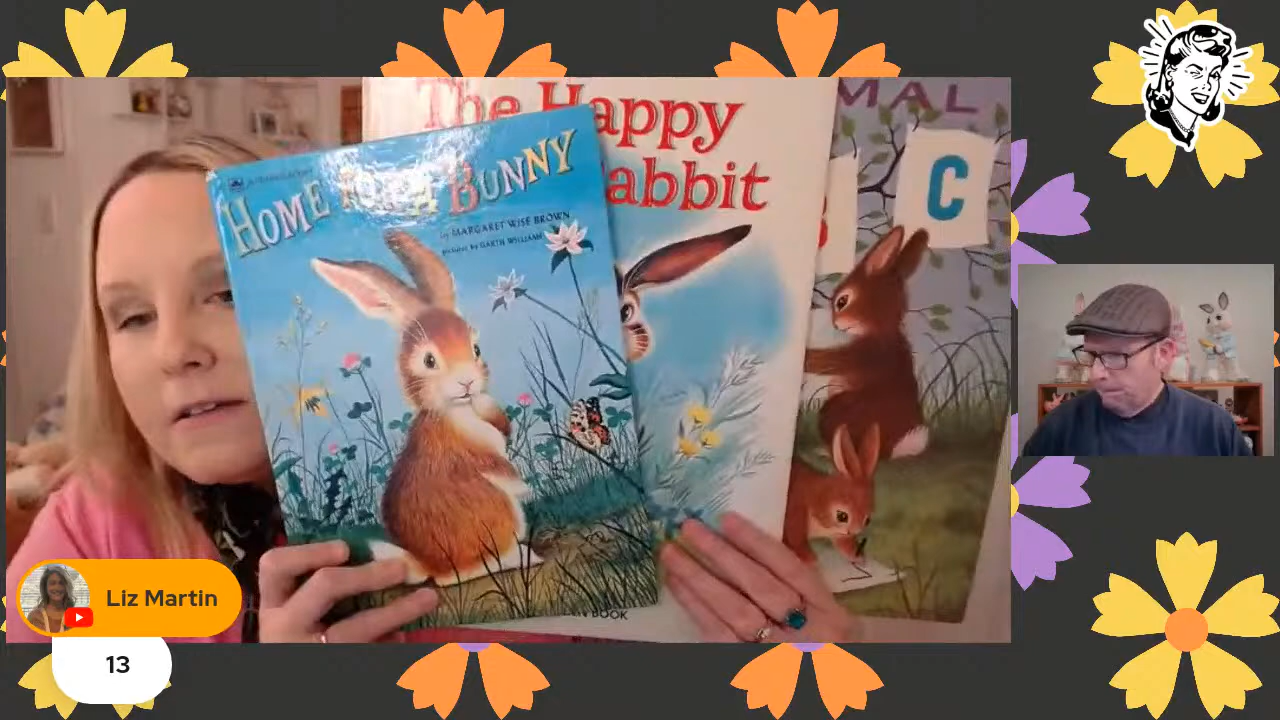 The Happy
Rabbit
MAL
C
HOME FOR A BUNNY
by MARGARET WISE BROWN
pictures by GARTH WILLIAMS
BOOK
Liz Martin
13